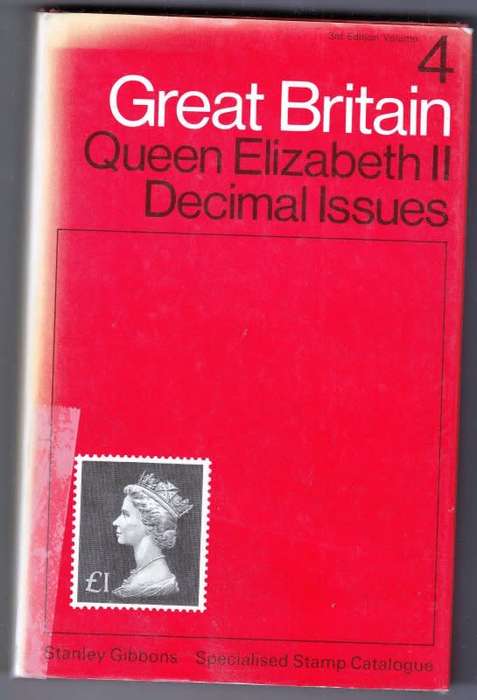 3rd Edition Volume 4
Great Britain
Queen Elizabeth II
Decimal Issues
£1
Stanley Gibbons Specialised Stamp Catalogue